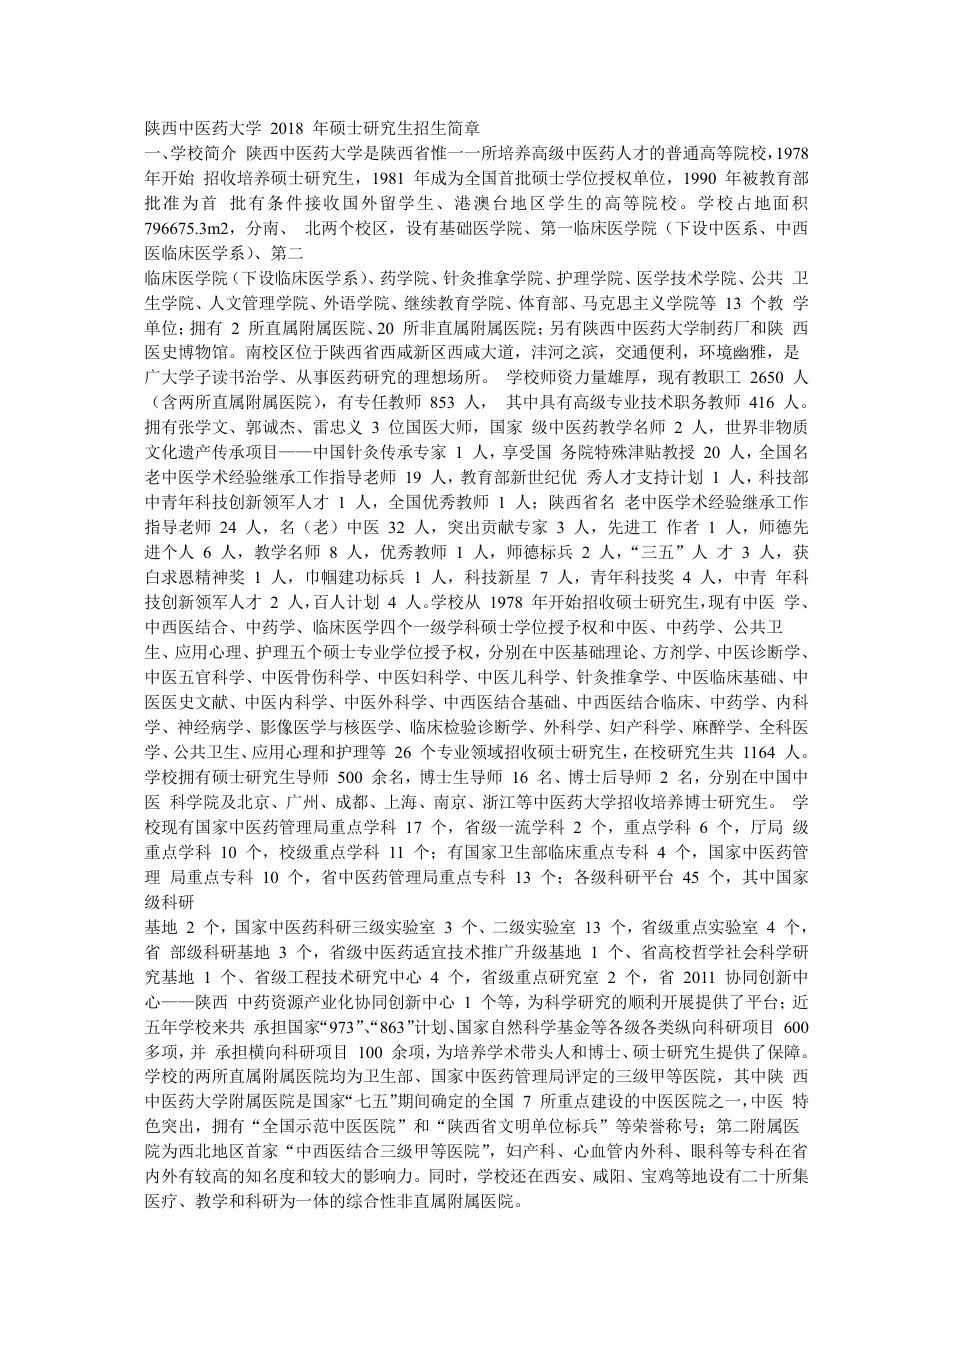 陕西中医药大学 2018 年硕士研究生招生简章
一、学校简介 陕西中医药大学是陕西省惟一一所培养高级中医药人才的普通高等院校，1978
年开始 招收培养硕士研究生，1981 年成为全国首批硕士学位授权单位，1990 年被教育部
批准为首 批有条件接收国外留学生、港澳台地区学生的高等院校。学校占地面积
796675.3m2，分南、 北两个校区，设有基础医学院、第一临床医学院（下设中医系、中西
医临床医学系）、第二
临床医学院（下设临床医学系）、药学院、针灸推拿学院、护理学院、医学技术学院、公共 卫
生学院、人文管理学院、外语学院、继续教育学院、体育部、马克思主义学院等 13 个教 学
单位；拥有 2 所直属附属医院、20 所非直属附属医院；另有陕西中医药大学制药厂和陕 西
医史博物馆。南校区位于陕西省西咸新区西咸大道，沣河之滨，交通便利，环境幽雅，是
广大学子读书治学、从事医药研究的理想场所。 学校师资力量雄厚，现有教职工 2650 人
（含两所直属附属医院），有专任教师 853 人， 其中具有高级专业技术职务教师 416 人。
拥有张学文、郭诚杰、雷忠义 3 位国医大师，国家 级中医药教学名师 2 人，世界非物质
文化遗产传承项目——中国针灸传承专家 1 人，享受国 务院特殊津贴教授 20 人，全国名
老中医学术经验继承工作指导老师 19 人，教育部新世纪优 秀人才支持计划 1 人，科技部
中青年科技创新领军人才 1 人，全国优秀教师 1 人；陕西省名 老中医学术经验继承工作
指导老师 24 人，名（老）中医 32 人，突出贡献专家 3 人，先进工 作者 1 人，师德先
进个人 6 人，教学名师 8 人，优秀教师 1 人，师德标兵 2 人，“三五”人 才 3 人，获
白求恩精神奖 1 人，巾帼建功标兵 1 人，科技新星 7 人，青年科技奖 4 人，中青 年科
技创新领军人才 2 人，百人计划 4 人。学校从 1978 年开始招收硕士研究生，现有中医 学、
中西医结合、中药学、临床医学四个一级学科硕士学位授予权和中医、中药学、公共卫
生、应用心理、护理五个硕士专业学位授予权，分别在中医基础理论、方剂学、中医诊断学、
中医五官科学、中医骨伤科学、中医妇科学、中医儿科学、针灸推拿学、中医临床基础、中
医医史文献、中医内科学、中医外科学、中西医结合基础、中西医结合临床、中药学、内科
学、神经病学、影像医学与核医学、临床检验诊断学、外科学、妇产科学、麻醉学、全科医
学、公共卫生、应用心理和护理等 26 个专业领域招收硕士研究生，在校研究生共 1164 人。
学校拥有硕士研究生导师 500 余名，博士生导师 16 名、博士后导师 2 名，分别在中国中
医 科学院及北京、广州、成都、上海、南京、浙江等中医药大学招收培养博士研究生。 学
校现有国家中医药管理局重点学科 17 个，省级一流学科 2 个，重点学科 6 个，厅局 级
重点学科 10 个，校级重点学科 11 个；有国家卫生部临床重点专科 4 个，国家中医药管
理 局重点专科 10 个，省中医药管理局重点专科 13 个；各级科研平台 45 个，其中国家
级科研
基地 2 个，国家中医药科研三级实验室 3 个、二级实验室 13 个，省级重点实验室 4 个，
省 部级科研基地 3 个，省级中医药适宜技术推广升级基地 1 个、省高校哲学社会科学研
究基地 1 个、省级工程技术研究中心 4 个，省级重点研究室 2 个，省 2011 协同创新中
心——陕西 中药资源产业化协同创新中心 1 个等，为科学研究的顺利开展提供了平台；近
五年学校来共 承担国家“973”、“863”计划、国家自然科学基金等各级各类纵向科研项目 600
多项，并 承担横向科研项目 100 余项，为培养学术带头人和博士、硕士研究生提供了保障。
学校的两所直属附属医院均为卫生部、国家中医药管理局评定的三级甲等医院，其中陕 西
中医药大学附属医院是国家“七五”期间确定的全国 7 所重点建设的中医医院之一，中医 特
色突出，拥有“全国示范中医医院”和“陕西省文明单位标兵”等荣誉称号；第二附属医
院为西北地区首家“中西医结合三级甲等医院”，妇产科、心血管内外科、眼科等专科在省
内外有较高的知名度和较大的影响力。同时，学校还在西安、咸阳、宝鸡等地设有二十所集
医疗、教学和科研为一体的综合性非直属附属医院。